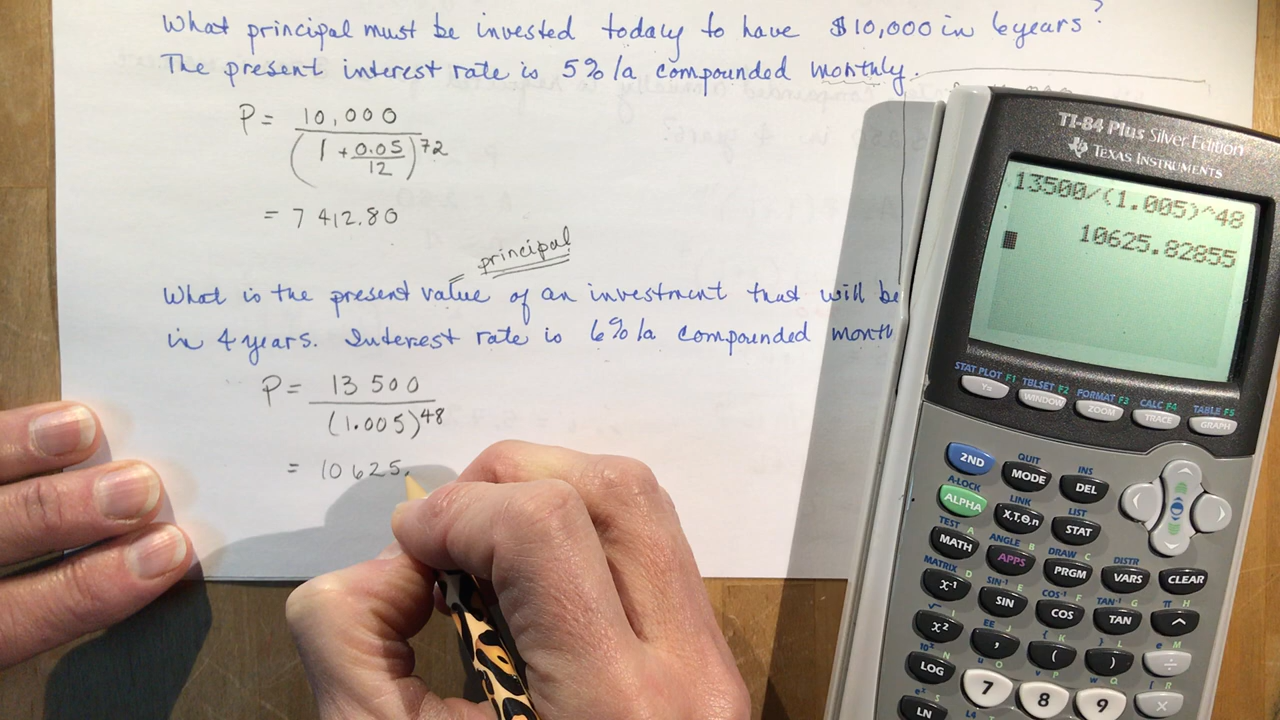 What principal must be invested today to have $10,000 in 6 years?
The present interest rate is 5%/a compounded monthly.
P = 10,000
(1 + 0.05/12)^72
= 7 412.80
= principal
What is the present value of an investment that will be
in 4 years. Interest rate is 6%/a compounded month
P = 13 500
(1.005)^48
= 10625.
TI-84 Plus Silver Edition
TEXAS INSTRUMENTS
13500/(1.005)^48
10625.82855
STAT PLOT F1 TBLSET F2 FORMAT F3 CALC F4 TABLE F5
Y= WINDOW ZOOM TRACE GRAPH
QUIT INS
2ND MODE DEL
A-LOCK LINK LIST
ALPHA X,T,θ,n STAT
TEST A ANGLE B DRAW C DISTR
MATH APPS PRGM VARS CLEAR
MATRIX D SIN-1 E COS-1 F TAN-1 G π H
x-1 SIN COS TAN ^
√ I EE J { K } L e M
x² , ( ) ÷
10x N u O v P w Q [ R
LOG 7 8 9 ×
ex S L4
LN